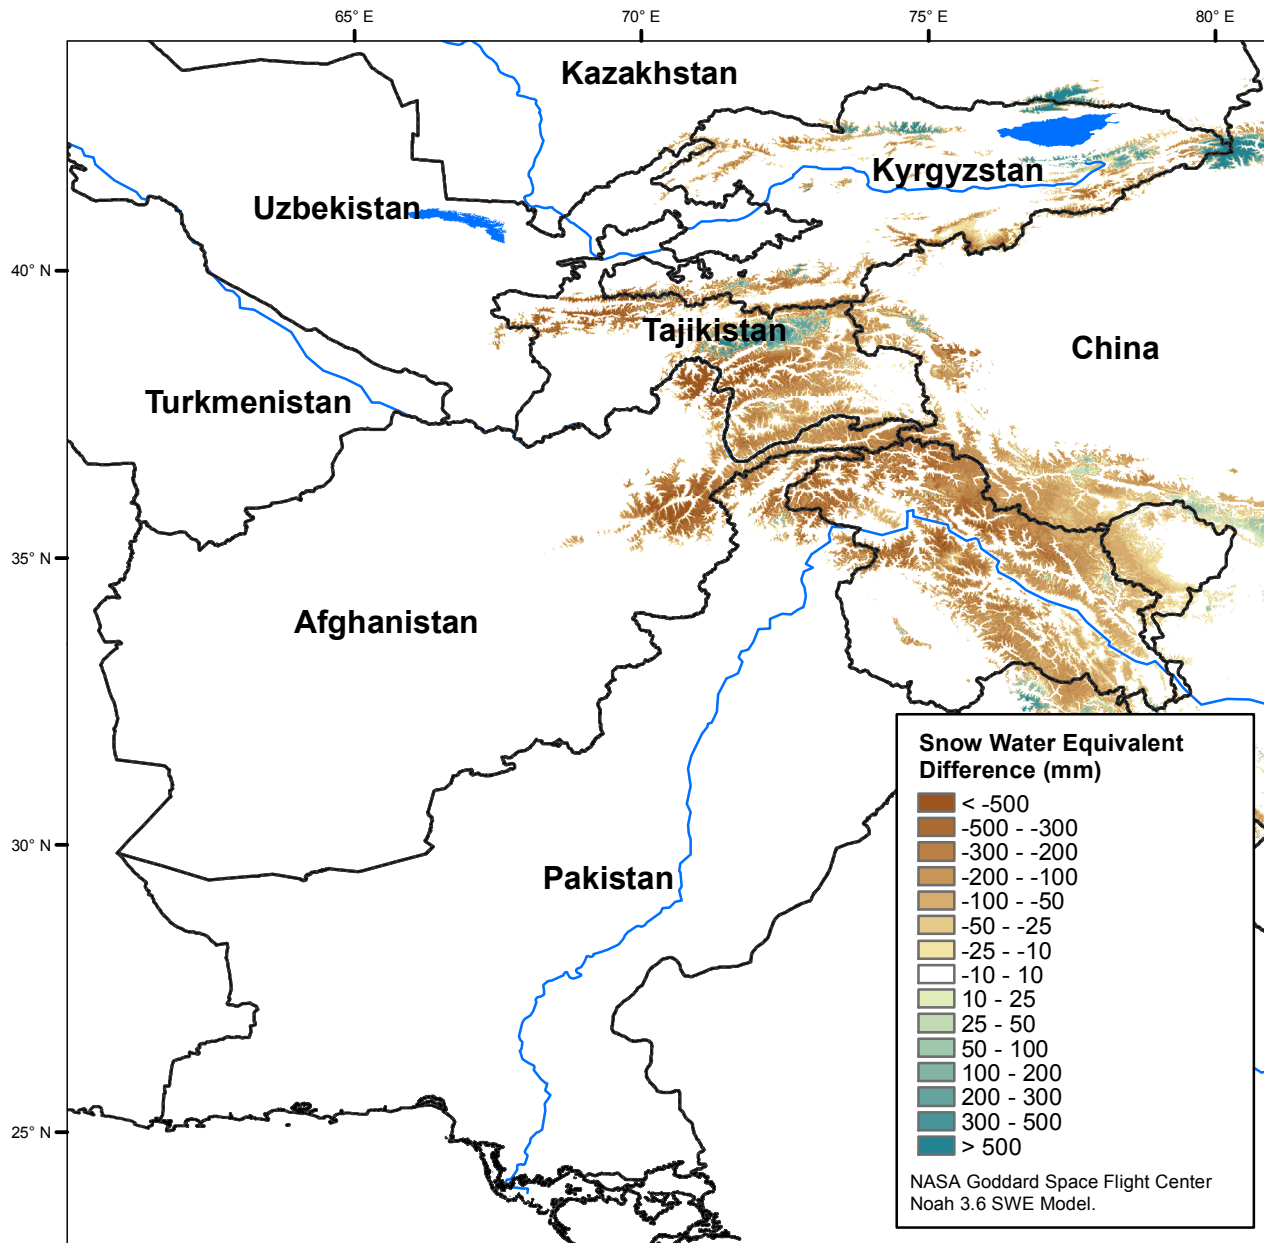 65° E
70° E
75° E
80° E
Kazakhstan
Kyrgyzstan
Uzbekistan
40° N
Tajikistan
China
Turkmenistan
35° N
Afghanistan
30° N
Pakistan
25° N
Snow Water Equivalent
Difference (mm)
< -500
-500 - -300
-300 - -200
-200 - -100
-100 - -50
-50 - -25
-25 - -10
-10 - 10
10 - 25
25 - 50
50 - 100
100 - 200
200 - 300
300 - 500
> 500
NASA Goddard Space Flight Center
Noah 3.6 SWE Model.